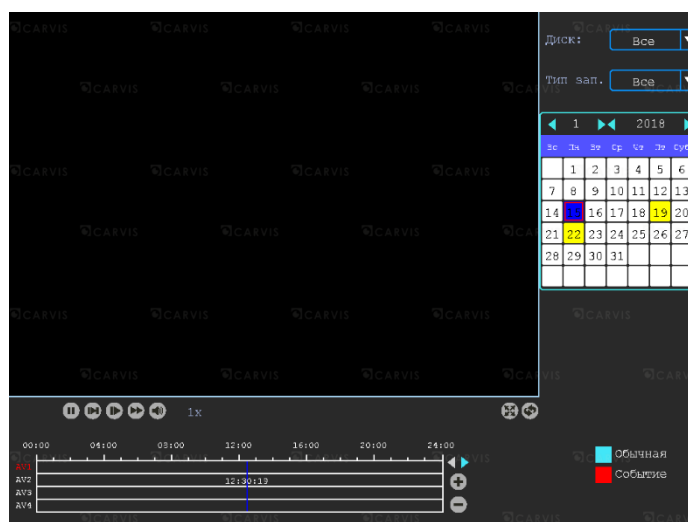 Диск: Все
Тип зап. Все
1 2018
Вс Пн Вт Ср Чт Пт Суб
1 2 3 4 5 6
7 8 9 10 11 12 13
14 15 16 17 18 19 20
21 22 23 24 25 26 27
28 29 30 31
CARVIS
1x
00:00 04:00 08:00 12:00 16:00 20:00 24:00
AV1
AV2 12:30:19
AV3
AV4
Обычная
Событие